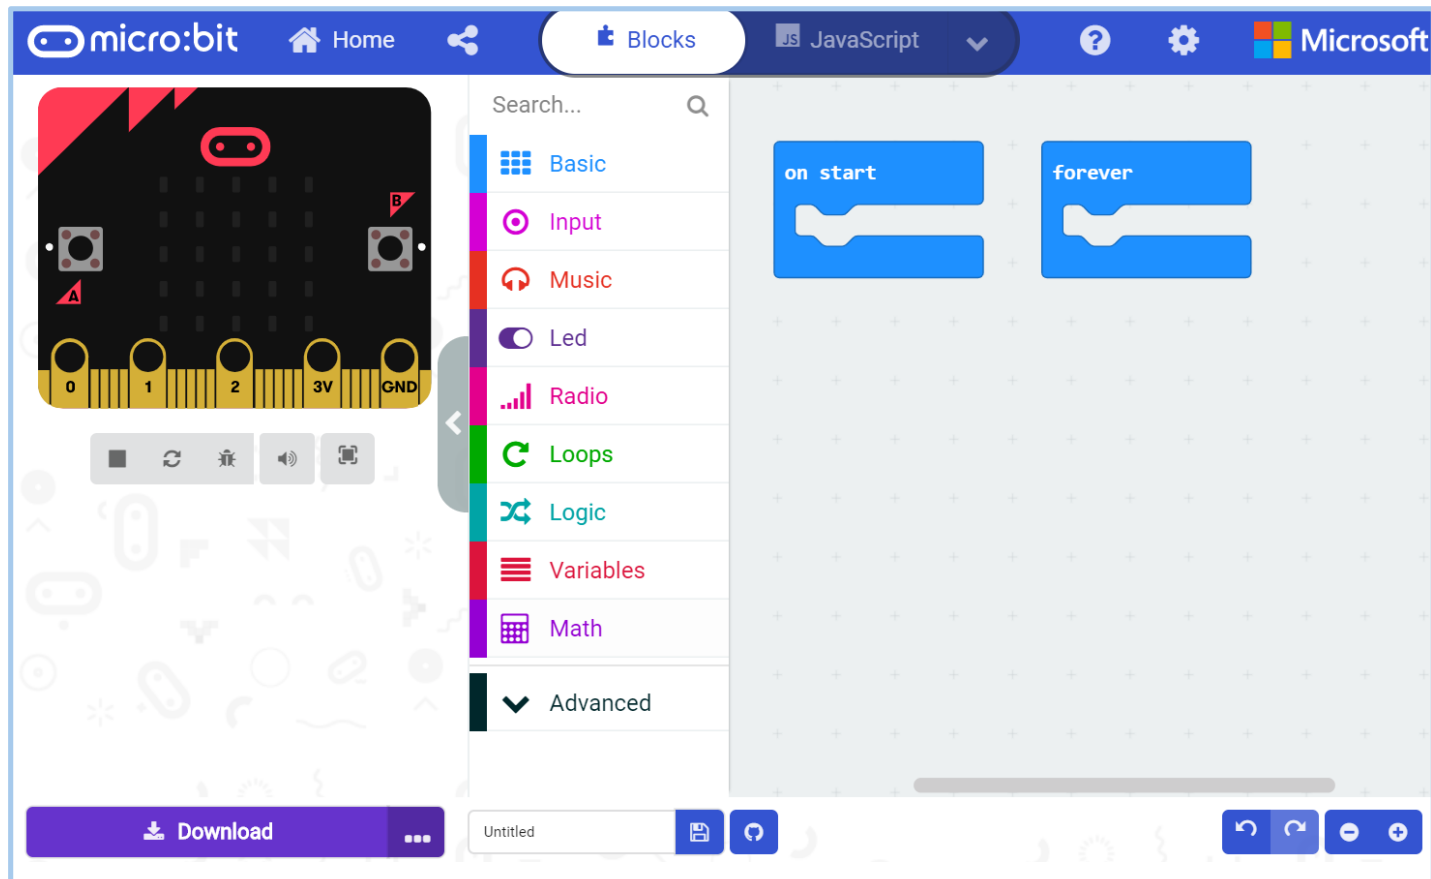 micro:bit
Home
Blocks
JS JavaScript
?
Microsoft
B
A
0 1 2 3V GND
Search...
Basic
Input
Music
Led
Radio
Loops
Logic
Variables
Math
Advanced
on start
forever
Download
...
Untitled